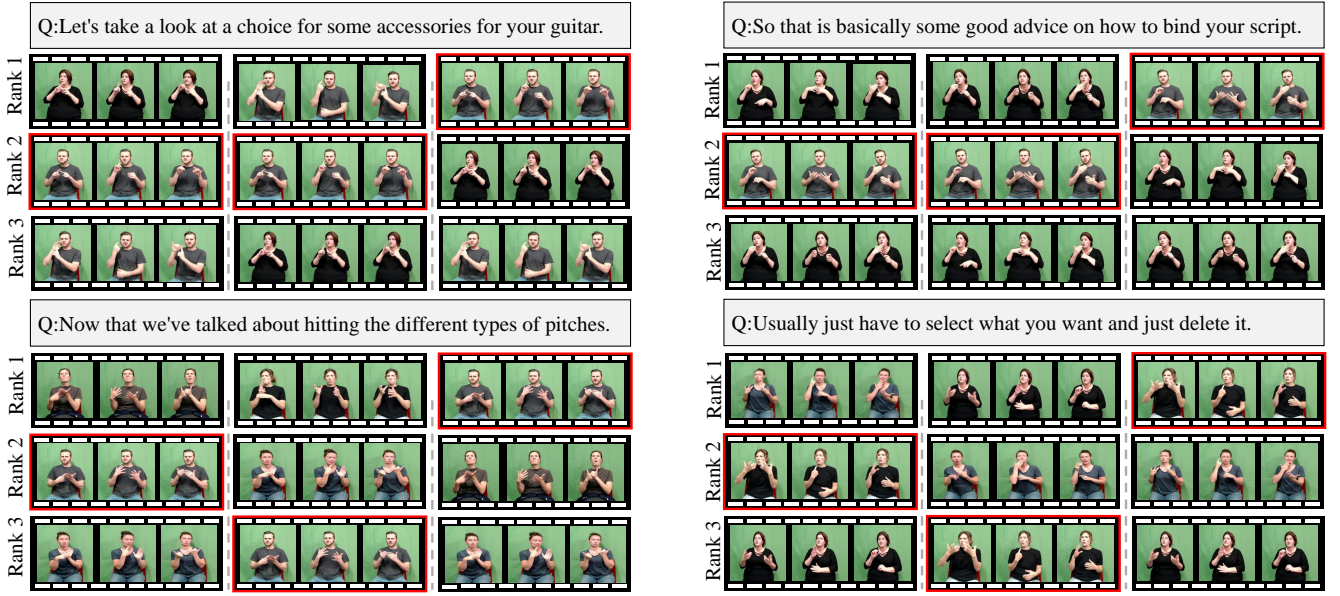 Q:Let's take a look at a choice for some accessories for your guitar.
Rank 1
Rank 2
Rank 3
Q:So that is basically some good advice on how to bind your script.
Rank 1
Rank 2
Rank 3
Q:Now that we've talked about hitting the different types of pitches.
Rank 1
Rank 2
Rank 3
Q:Usually just have to select what you want and just delete it.
Rank 1
Rank 2
Rank 3